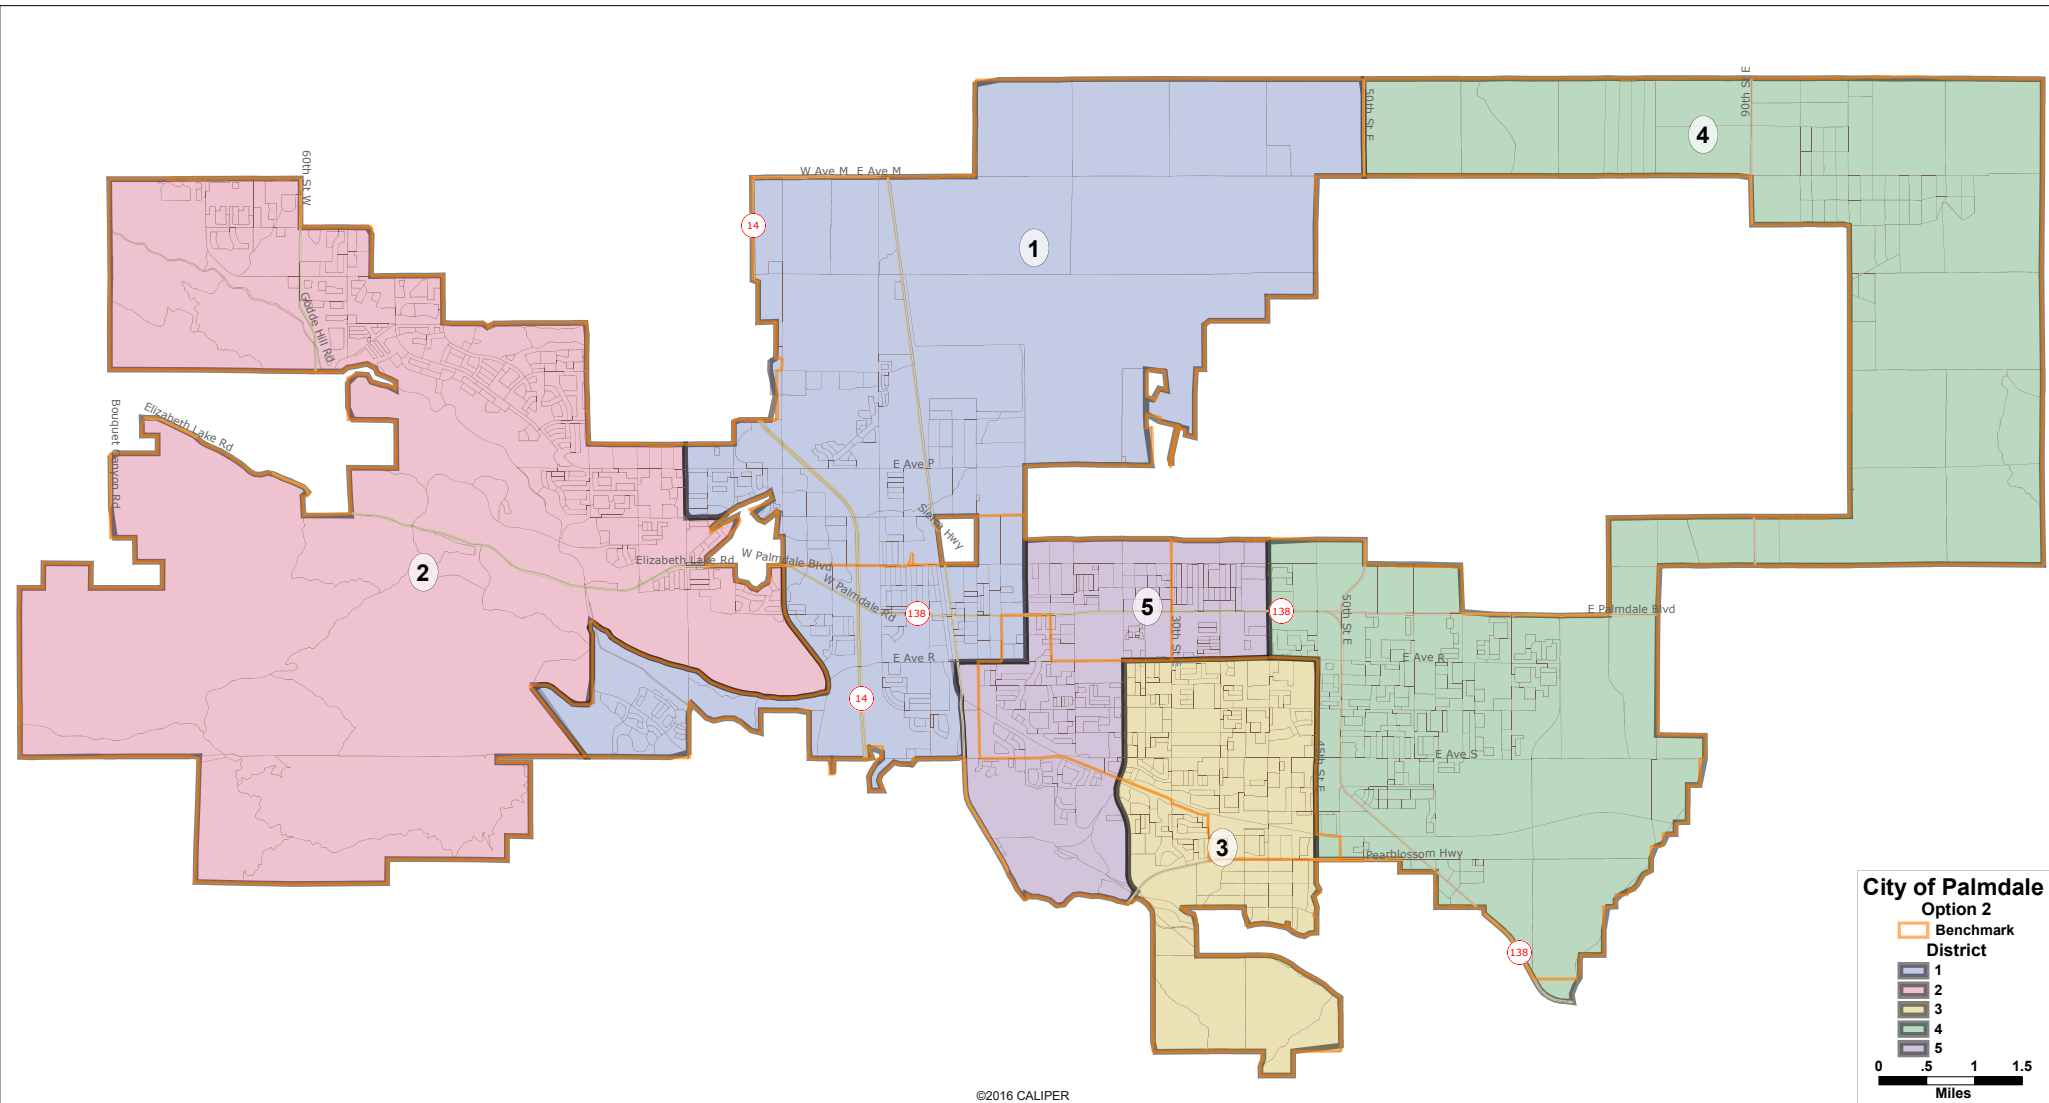 50th St E
90th St E
4
60th St W
W Ave M
E Ave M
14
1
Godde Hill Rd
Bouquet Canyon Rd
Elizabeth Lake Rd
E Ave P
Sierra Hwy
Elizabeth Lake Rd
W Palmdale Blvd
2
W Palmdale Rd
138
5
138
50th St E
E Palmdale Blvd
30th St E
E Ave R
E Ave R
14
45th St E
E Ave S
3
Pearblossom Hwy
138
City of Palmdale
Option 2
Benchmark
District
1
2
3
4
5
0 .5 1 1.5
Miles
©2016 CALIPER